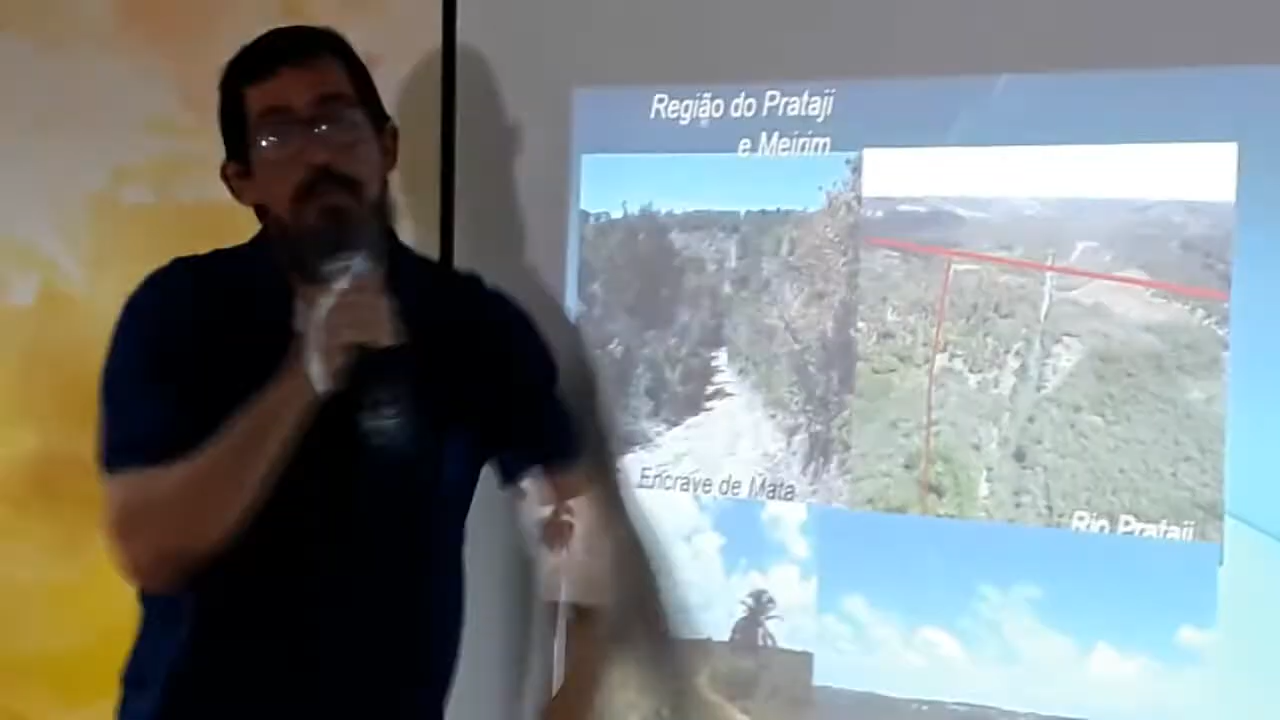 Região do Prataji
e Meirim
Encrave de Mata
Rio Prataji